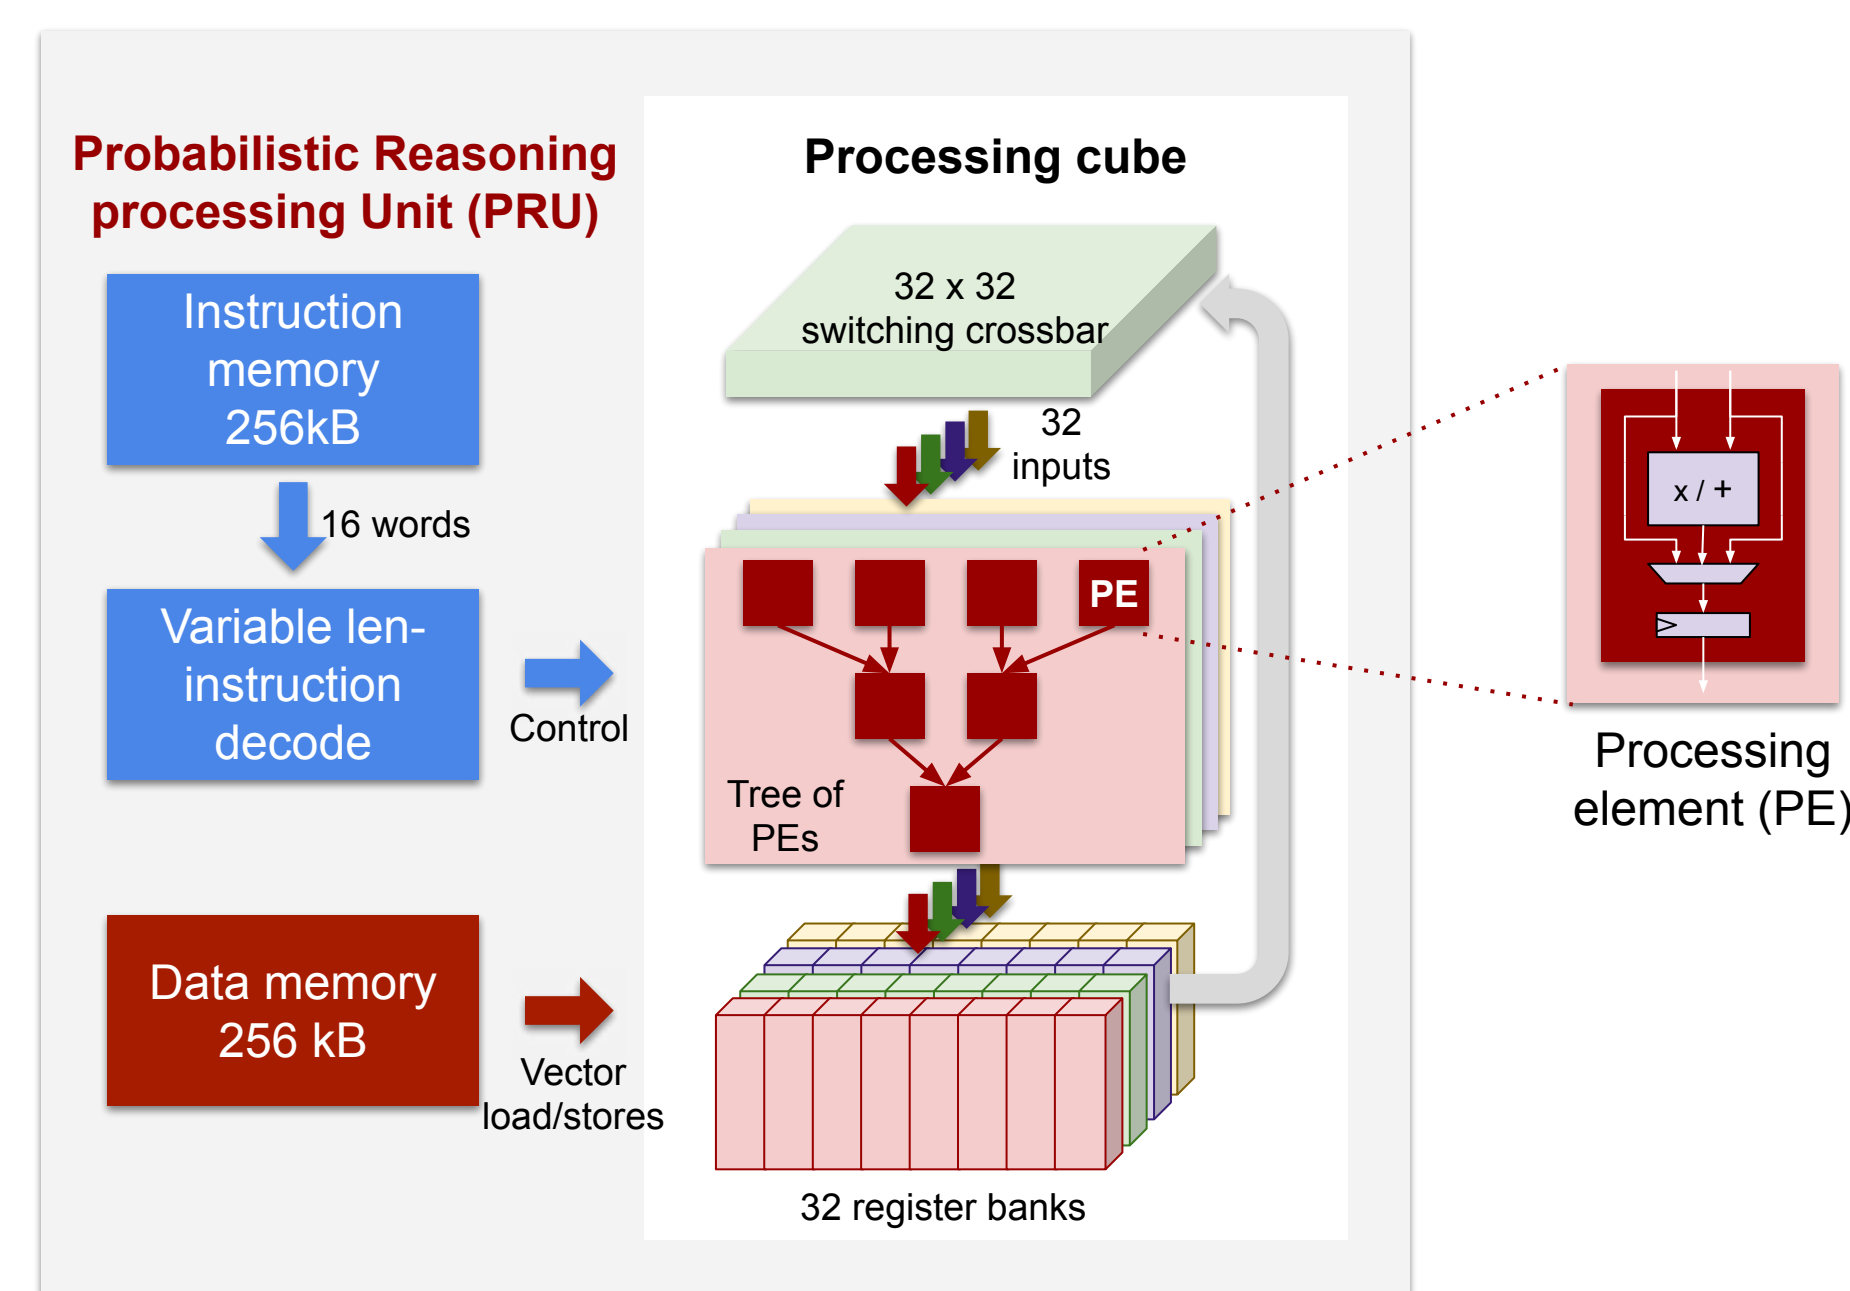 Probabilistic Reasoning
processing Unit (PRU)
Processing cube
Instruction
memory
256kB
16 words
Variable len-
instruction
decode
Control
Data memory
256 kB
Vector
load/stores
32 x 32
switching crossbar
32
inputs
PE
Tree of
PEs
32 register banks
x / +
Processing
element (PE)